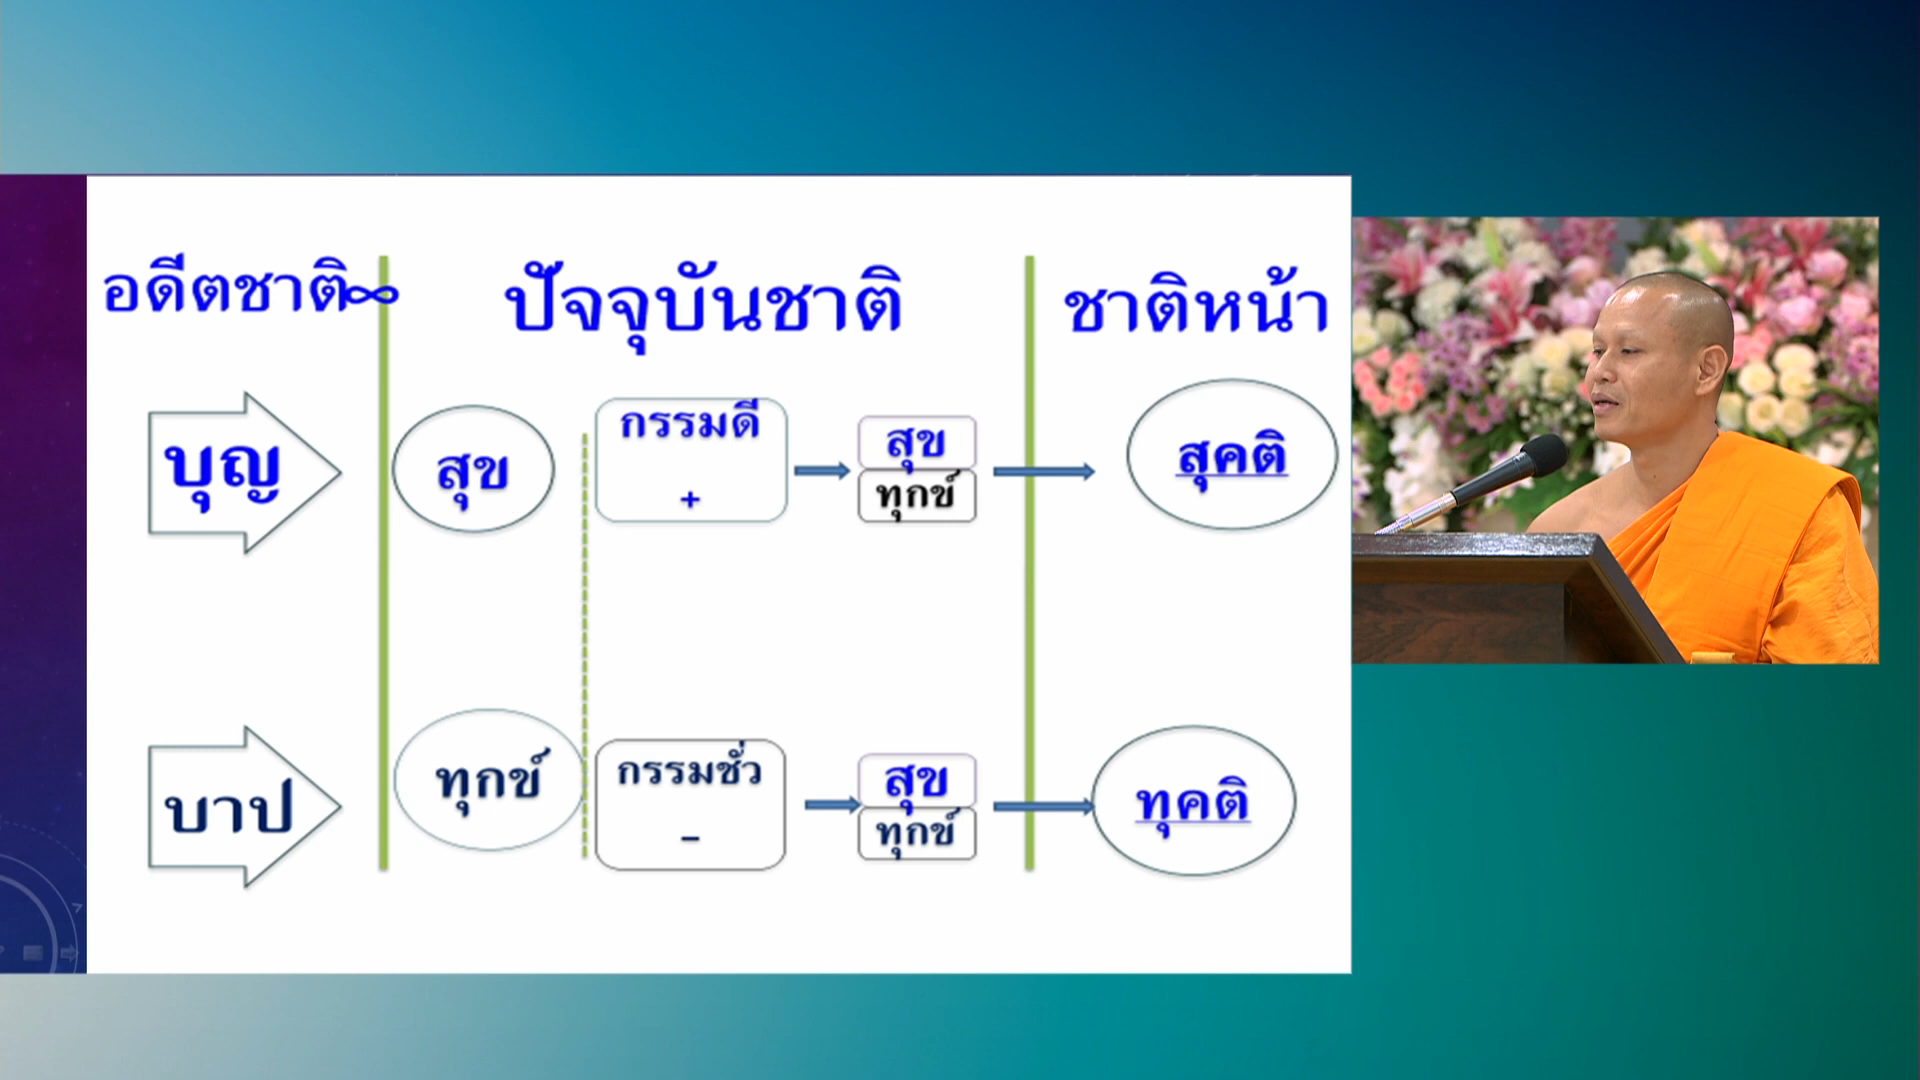 อดีตชาติ∞
ปัจจุบันชาติ
ชาติหน้า
บุญ
สุข
กรรมดี
+
สุข
ทุกข์
สุคติ
บาป
ทุกข์
กรรมชั่ว
-
สุข
ทุกข์
ทุคติ